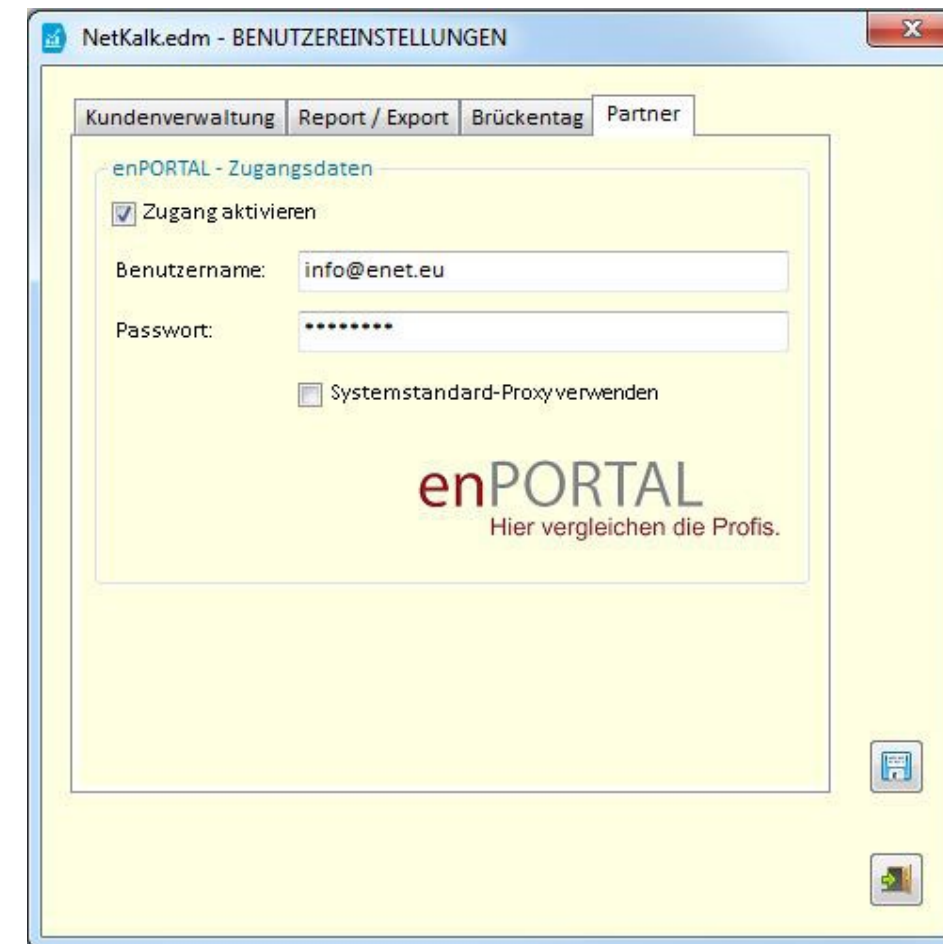 NetKalk.edm - BENUTZEREINSTELLUNGEN
Kundenverwaltung Report / Export Brückentag Partner
enPORTAL - Zugangsdaten
Zugang aktivieren
Benutzername: info@enet.eu
Passwort: ••••••••
Systemstandard-Proxy verwenden
enPORTAL
Hier vergleichen die Profis.